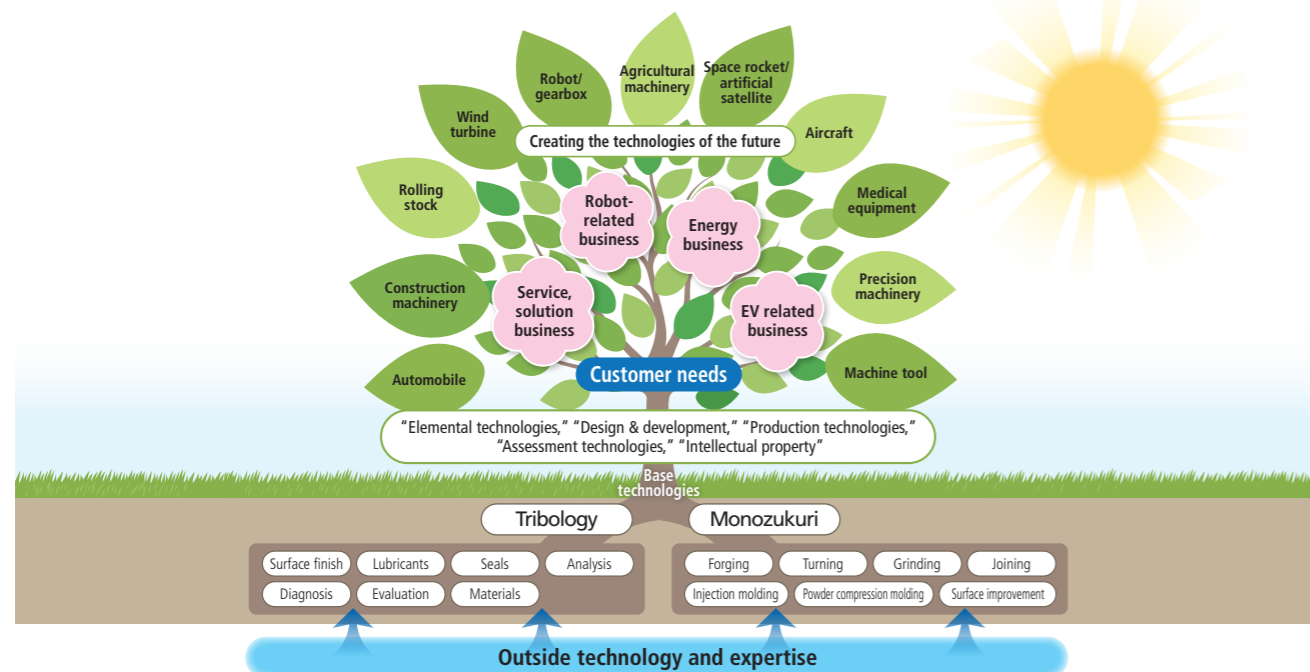 Robot/
gearbox
Agricultural
machinery
Space rocket/
artificial
satellite
Wind
turbine
Creating the technologies of the future
Aircraft
Rolling
stock
Robot-
related
business
Energy
business
Medical
equipment
Construction
machinery
Service,
solution
business
EV related
business
Precision
machinery
Automobile
Customer needs
Machine tool
“Elemental technologies,” “Design & development,” “Production technologies,”
“Assessment technologies,” “Intellectual property”
Base
technologies
Tribology
Monozukuri
Surface finish
Lubricants
Seals
Analysis
Diagnosis
Evaluation
Materials
Forging
Turning
Grinding
Joining
Injection molding
Powder compression molding
Surface improvement
Outside technology and expertise